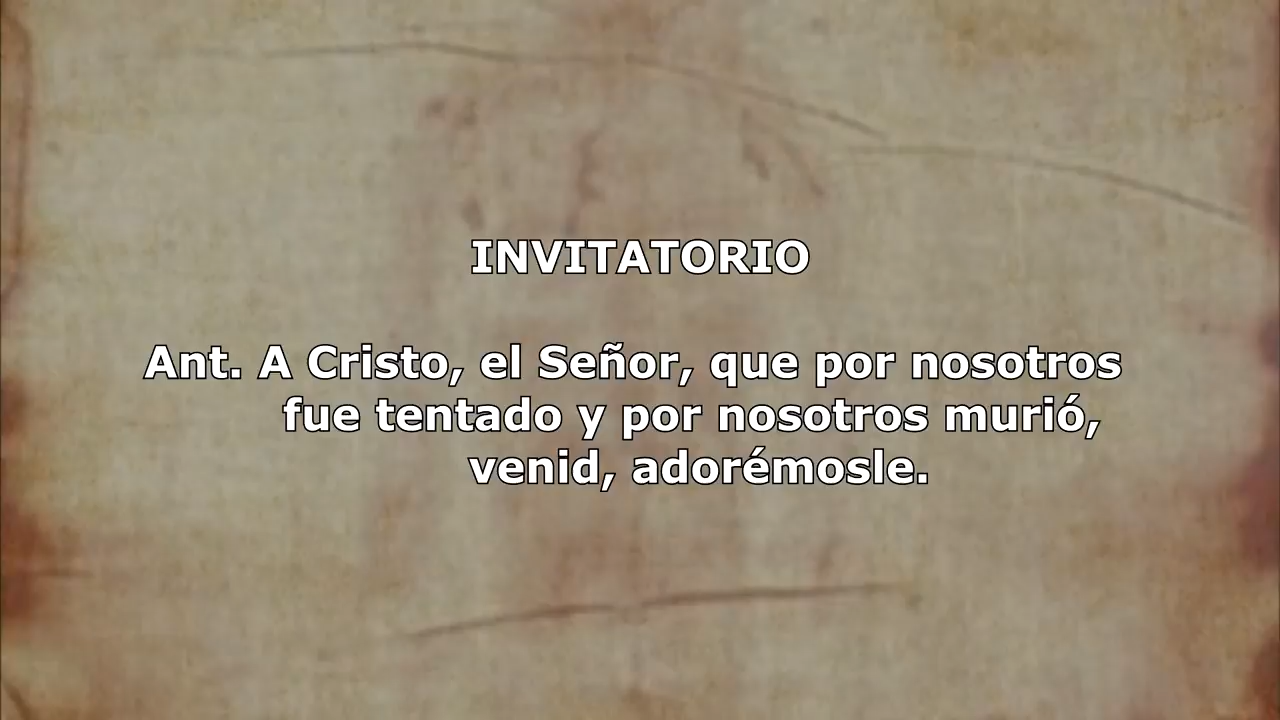 INVITATORIO
Ant. A Cristo, el Señor, que por nosotros
fue tentado y por nosotros murió,
venid, adorémosle.